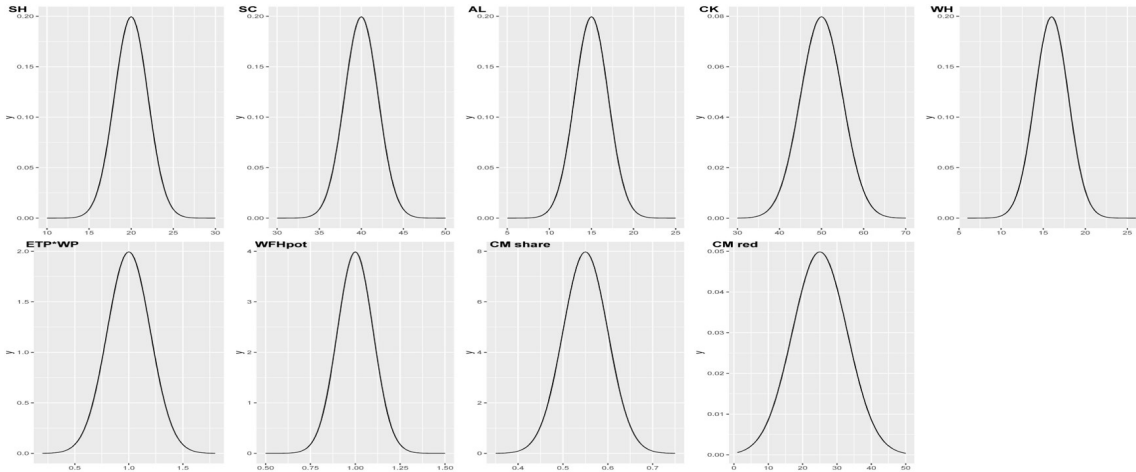 SH
0.20
0.15
0.10
0.05
0.00
y
10 15 20 25 30
SC
0.20
0.15
0.10
0.05
0.00
y
30 35 40 45 50
AL
0.20
0.15
0.10
0.05
0.00
y
5 10 15 20 25
CK
0.08
0.06
0.04
0.02
0.00
y
30 40 50 60 70
WH
0.20
0.15
0.10
0.05
0.00
y
5 10 15 20 25
ETP*WP
2.0
1.5
1.0
0.5
0.0
y
0.5 1.0 1.5
WFHpot
4
3
2
1
0
y
0.50 0.75 1.00 1.25 1.50
CM share
8
6
4
2
0
y
0.4 0.5 0.6 0.7
CM red
0.05
0.04
0.03
0.02
0.01
0.00
y
0 10 20 30 40 50